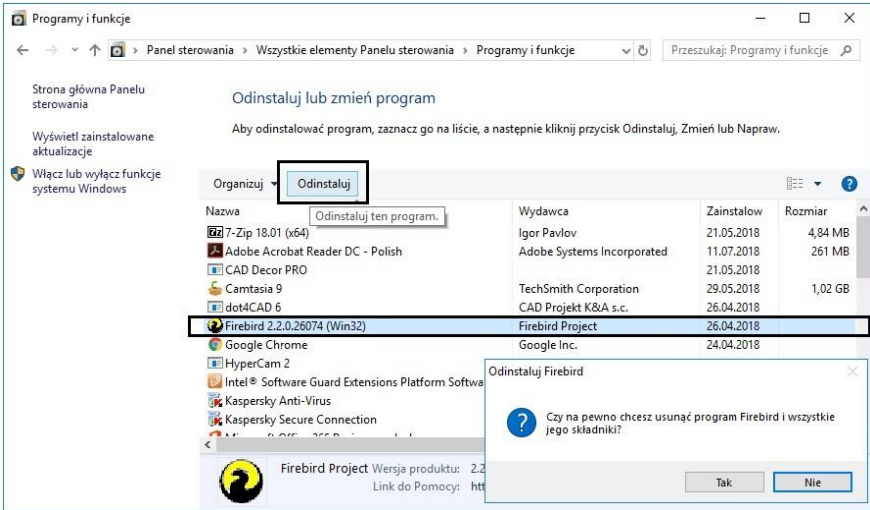 Programy i funkcje
Panel sterowania > Wszystkie elementy Panelu sterowania > Programy i funkcje
Przeszukaj: Programy i funkcje
Strona główna Panelu
sterowania
Wyświetl zainstalowane
aktualizacje
Włącz lub wyłącz funkcje
systemu Windows
Odinstaluj lub zmień program
Aby odinstalować program, zaznacz go na liście, a następnie kliknij przycisk Odinstaluj, Zmień lub Napraw.
Organizuj Odinstaluj
Odinstaluj ten program.
Nazwa Wydawca Zainstalow Rozmiar
7-Zip 18.01 (x64) Igor Pavlov 21.05.2018 4,84 MB
Adobe Acrobat Reader DC - Polish Adobe Systems Incorporated 11.07.2018 261 MB
CAD Decor PRO 21.05.2018
Camtasia 9 TechSmith Corporation 29.05.2018 1,02 GB
dot4CAD 6 CAD Projekt K&A s.c. 26.04.2018
Firebird 2.2.0.26074 (Win32) Firebird Project 26.04.2018
Google Chrome Google Inc. 24.04.2018
HyperCam 2
Intel® Software Guard Extensions Platform Softwa
Kaspersky Anti-Virus
Kaspersky Secure Connection
Odinstaluj Firebird
Czy na pewno chcesz usunąć program Firebird i wszystkie
jego składniki?
Tak Nie
Firebird Project Wersja produktu: 2.2
Link do Pomocy: htt